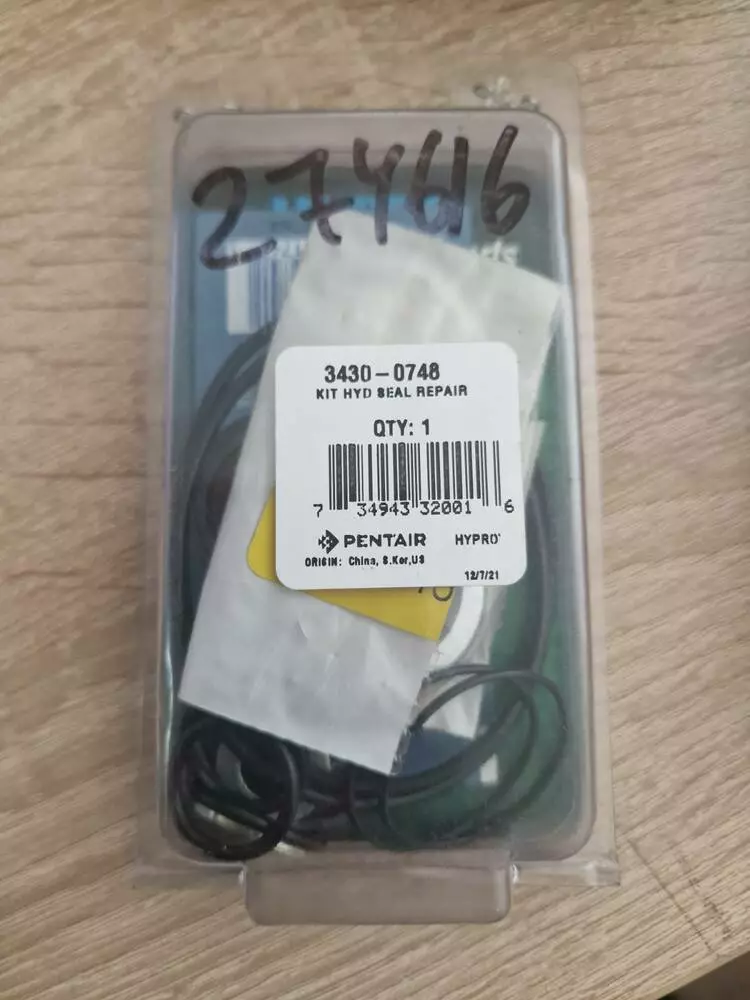 274616
3430-0748
KIT HYD SEAL REPAIR
QTY: 1
7 34943 32001 6
PENTAIR HYPRO
ORIGIN: China, S.Kor,US
12/7/21